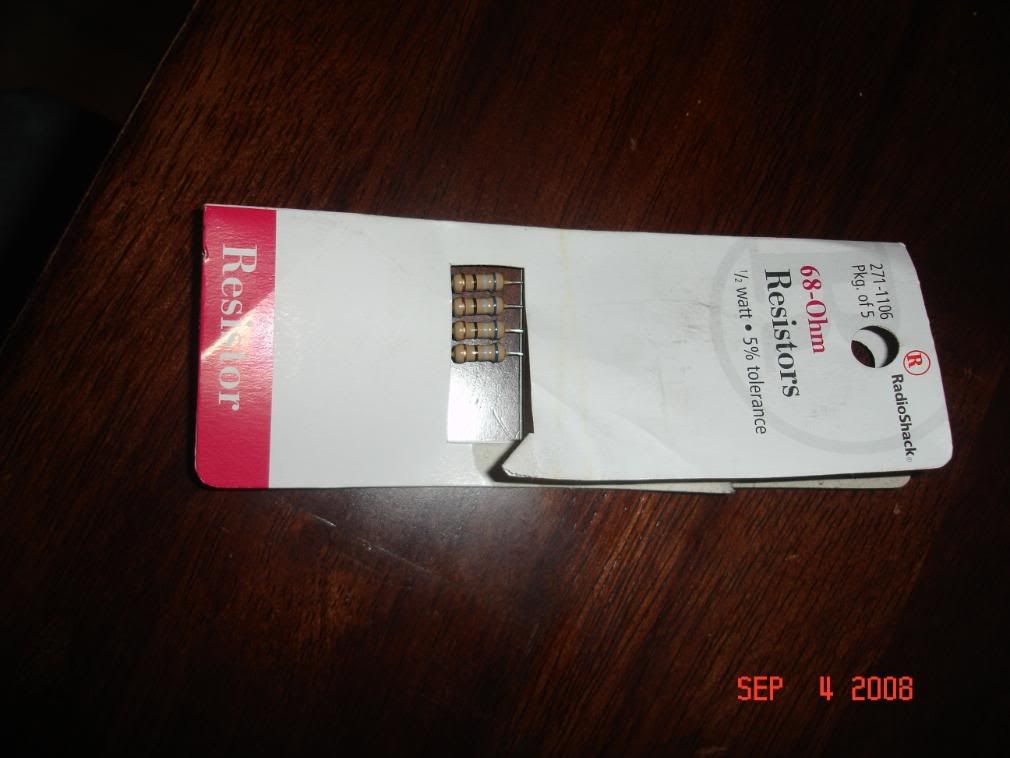 ® RadioShack®
271-1106
Pkg. of 5
68-Ohm
Resistors
½ watt • 5% tolerance
Resistor
SEP 4 2008